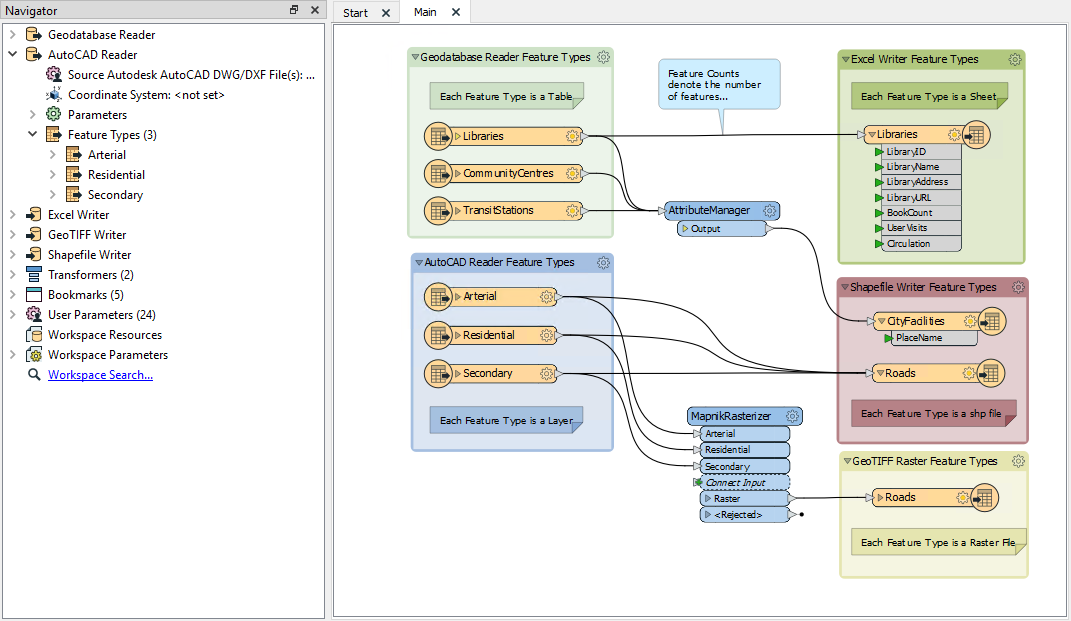 Navigator
Geodatabase Reader
AutoCAD Reader
Source Autodesk AutoCAD DWG/DXF File(s): ...
Coordinate System: <not set>
Parameters
Feature Types (3)
Arterial
Residential
Secondary
Excel Writer
GeoTIFF Writer
Shapefile Writer
Transformers (2)
Bookmarks (5)
User Parameters (24)
Workspace Resources
Workspace Parameters
Workspace Search...
Start
Main
Geodatabase Reader Feature Types
Each Feature Type is a Table
Libraries
CommunityCentres
TransitStations
Feature Counts
denote the number
of features...
AttributeManager
Output
AutoCAD Reader Feature Types
Arterial
Residential
Secondary
Each Feature Type is a Layer
MapnikRasterizer
Arterial
Residential
Secondary
Connect Input
Raster
<Rejected>
Excel Writer Feature Types
Each Feature Type is a Sheet
Libraries
LibraryID
LibraryName
LibraryAddress
LibraryURL
BookCount
UserVisits
Circulation
Shapefile Writer Feature Types
CityFacilities
PlaceName
Roads
Each Feature Type is a shp file
GeoTIFF Raster Feature Types
Roads
Each Feature Type is a Raster File